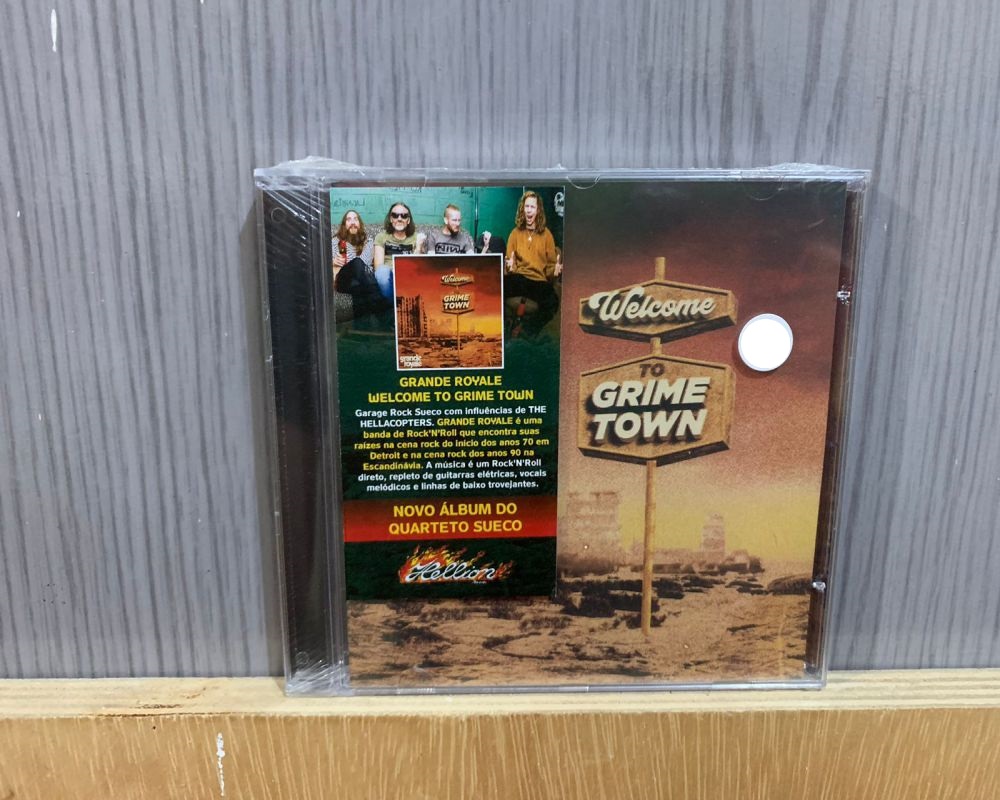 Welcome
GRIME
TOWN
grande
royale
GRANDE ROYALE
WELCOME TO GRIME TOWN
Garage Rock Sueco com influências de THE
HELLACOPTERS. GRANDE ROYALE é uma
banda de Rock'N'Roll que encontra suas
raízes na cena rock do início dos anos 70 em
Detroit e na cena rock dos anos 90 na
Escandinávia. A música é um Rock'N'Roll
direto, repleto de guitarras elétricas, vocais
melódicos e linhas de baixo trovejantes.
NOVO ÁLBUM DO
QUARTETO SUECO
Hellion
Welcome
TO
GRIME
TOWN